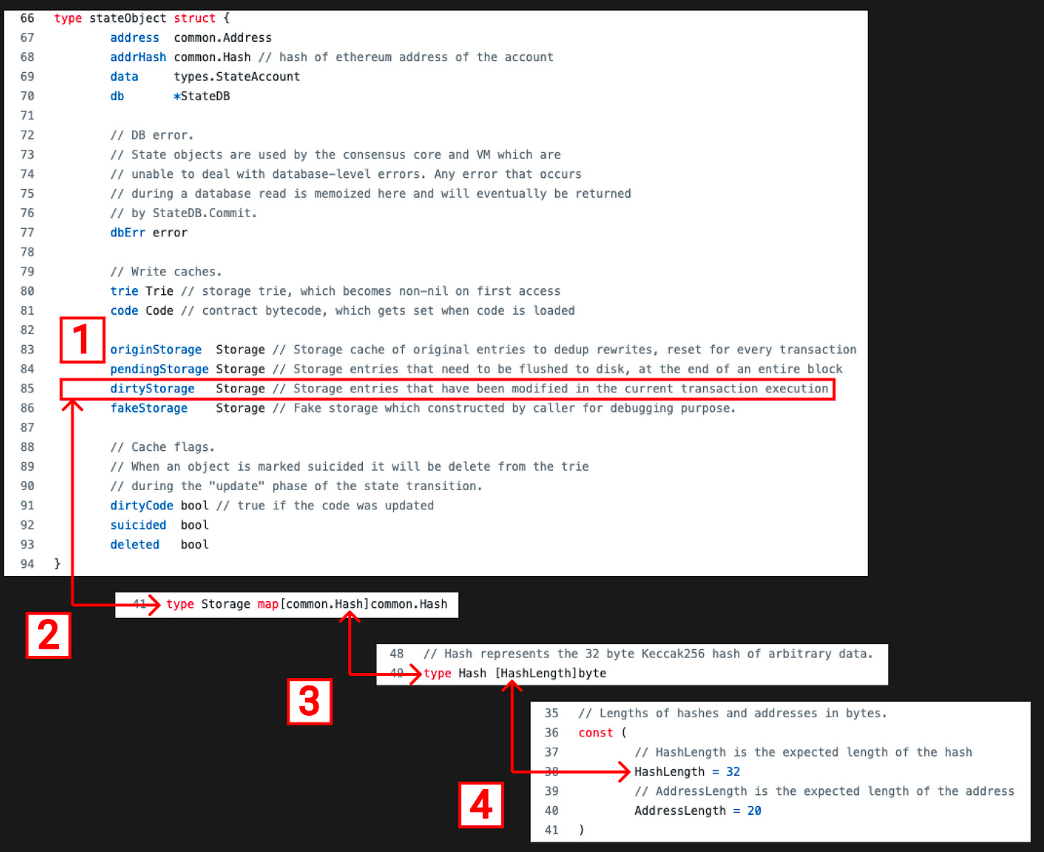 66 type stateObject struct {
67 address common.Address
68 addrHash common.Hash // hash of ethereum address of the account
69 data types.StateAccount
70 db *StateDB
71
72 // DB error.
73 // State objects are used by the consensus core and VM which are
74 // unable to deal with database-level errors. Any error that occurs
75 // during a database read is memoized here and will eventually be returned
76 // by StateDB.Commit.
77 dbErr error
78
79 // Write caches.
80 trie Trie // storage trie, which becomes non-nil on first access
81 code Code // contract bytecode, which gets set when code is loaded
82
1
83 originStorage Storage // Storage cache of original entries to dedup rewrites, reset for every transaction
84 pendingStorage Storage // Storage entries that need to be flushed to disk, at the end of an entire block
85 dirtyStorage Storage // Storage entries that have been modified in the current transaction execution
86 fakeStorage Storage // Fake storage which constructed by caller for debugging purpose.
87
88 // Cache flags.
89 // When an object is marked suicided it will be delete from the trie
90 // during the "update" phase of the state transition.
91 dirtyCode bool // true if the code was updated
92 suicided bool
93 deleted bool
94 }
41 type Storage map[common.Hash]common.Hash
2
48 // Hash represents the 32 byte Keccak256 hash of arbitrary data.
49 type Hash [HashLength]byte
3
35 // Lengths of hashes and addresses in bytes.
36 const (
37 // HashLength is the expected length of the hash
38 HashLength = 32
39 // AddressLength is the expected length of the address
40 AddressLength = 20
41 )
4